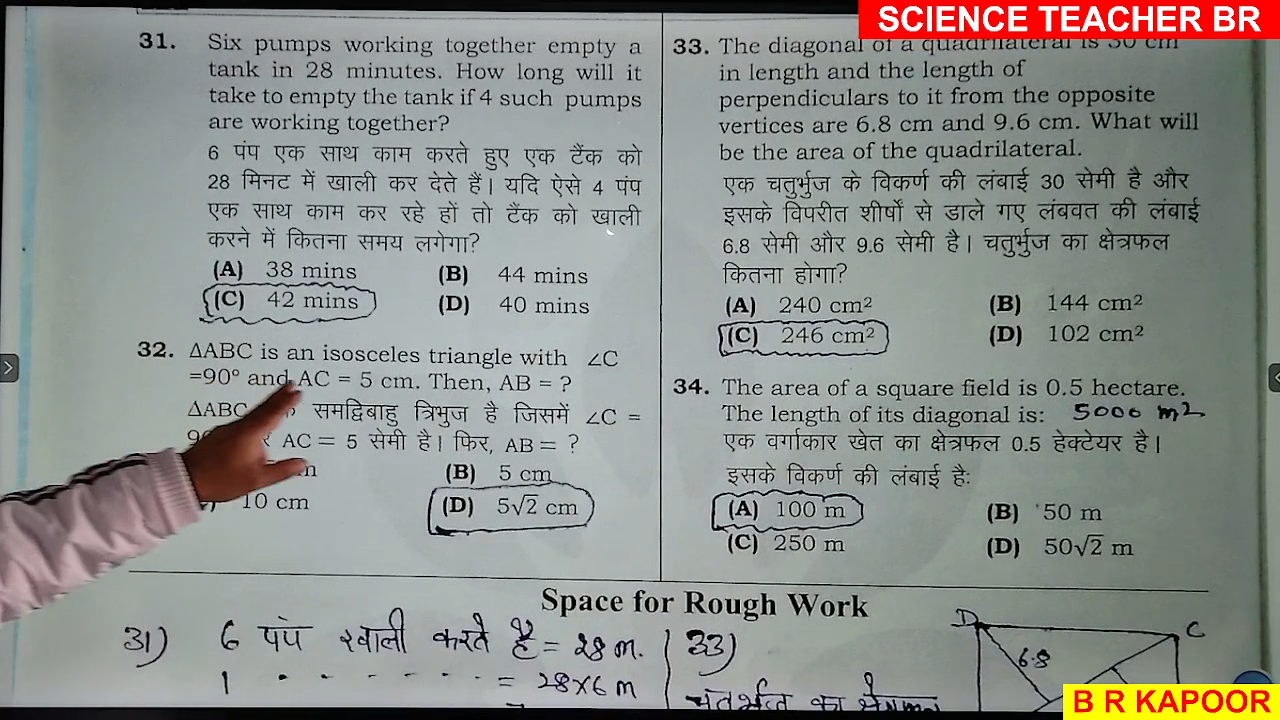 SCIENCE TEACHER BR
31. Six pumps working together empty a
tank in 28 minutes. How long will it
take to empty the tank if 4 such pumps
are working together?
6 पंप एक साथ काम करते हुए एक टैंक को
28 मिनट में खाली कर देते हैं। यदि ऐसे 4 पंप
एक साथ काम कर रहे हों तो टैंक को खाली
करने में कितना समय लगेगा?
(A) 38 mins (B) 44 mins
(C) 42 mins (D) 40 mins
32. ΔABC is an isosceles triangle with ∠C
=90° and AC = 5 cm. Then, AB = ?
ΔABC समद्विबाहु त्रिभुज है जिसमें ∠C =
AC = 5 सेमी है। फिर, AB = ?
(B) 5 cm
10 cm (D) 5√2 cm
33. The diagonal of a quadrilateral is 30 cm
in length and the length of
perpendiculars to it from the opposite
vertices are 6.8 cm and 9.6 cm. What will
be the area of the quadrilateral.
एक चतुर्भुज के विकर्ण की लंबाई 30 सेमी है और
इसके विपरीत शीर्षों से डाले गए लंबवत की लंबाई
6.8 सेमी और 9.6 सेमी है। चतुर्भुज का क्षेत्रफल
कितना होगा?
(A) 240 cm² (B) 144 cm²
(C) 246 cm² (D) 102 cm²
34. The area of a square field is 0.5 hectare.
The length of its diagonal is: 5000 m2
एक वर्गाकार खेत का क्षेत्रफल 0.5 हेक्टेयर है।
इसके विकर्ण की लंबाई है:
(A) 100 m (B) 50 m
(C) 250 m (D) 50√2 m
Space for Rough Work
31) 6 पंप खाली करते है = 28 m.
1 = 28×6 m
33)
चतुर्भुज का
D C
6.8
B R KAPOOR